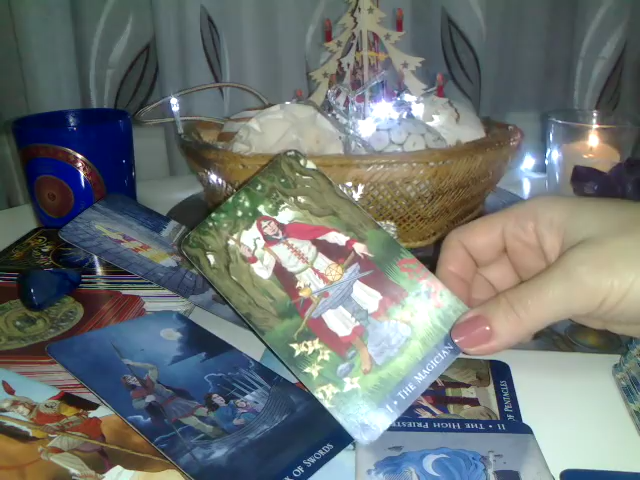 I • THE MAGICIAN
OF SWORDS
OF PENTACLES
II • THE HIGH PRIESTESS